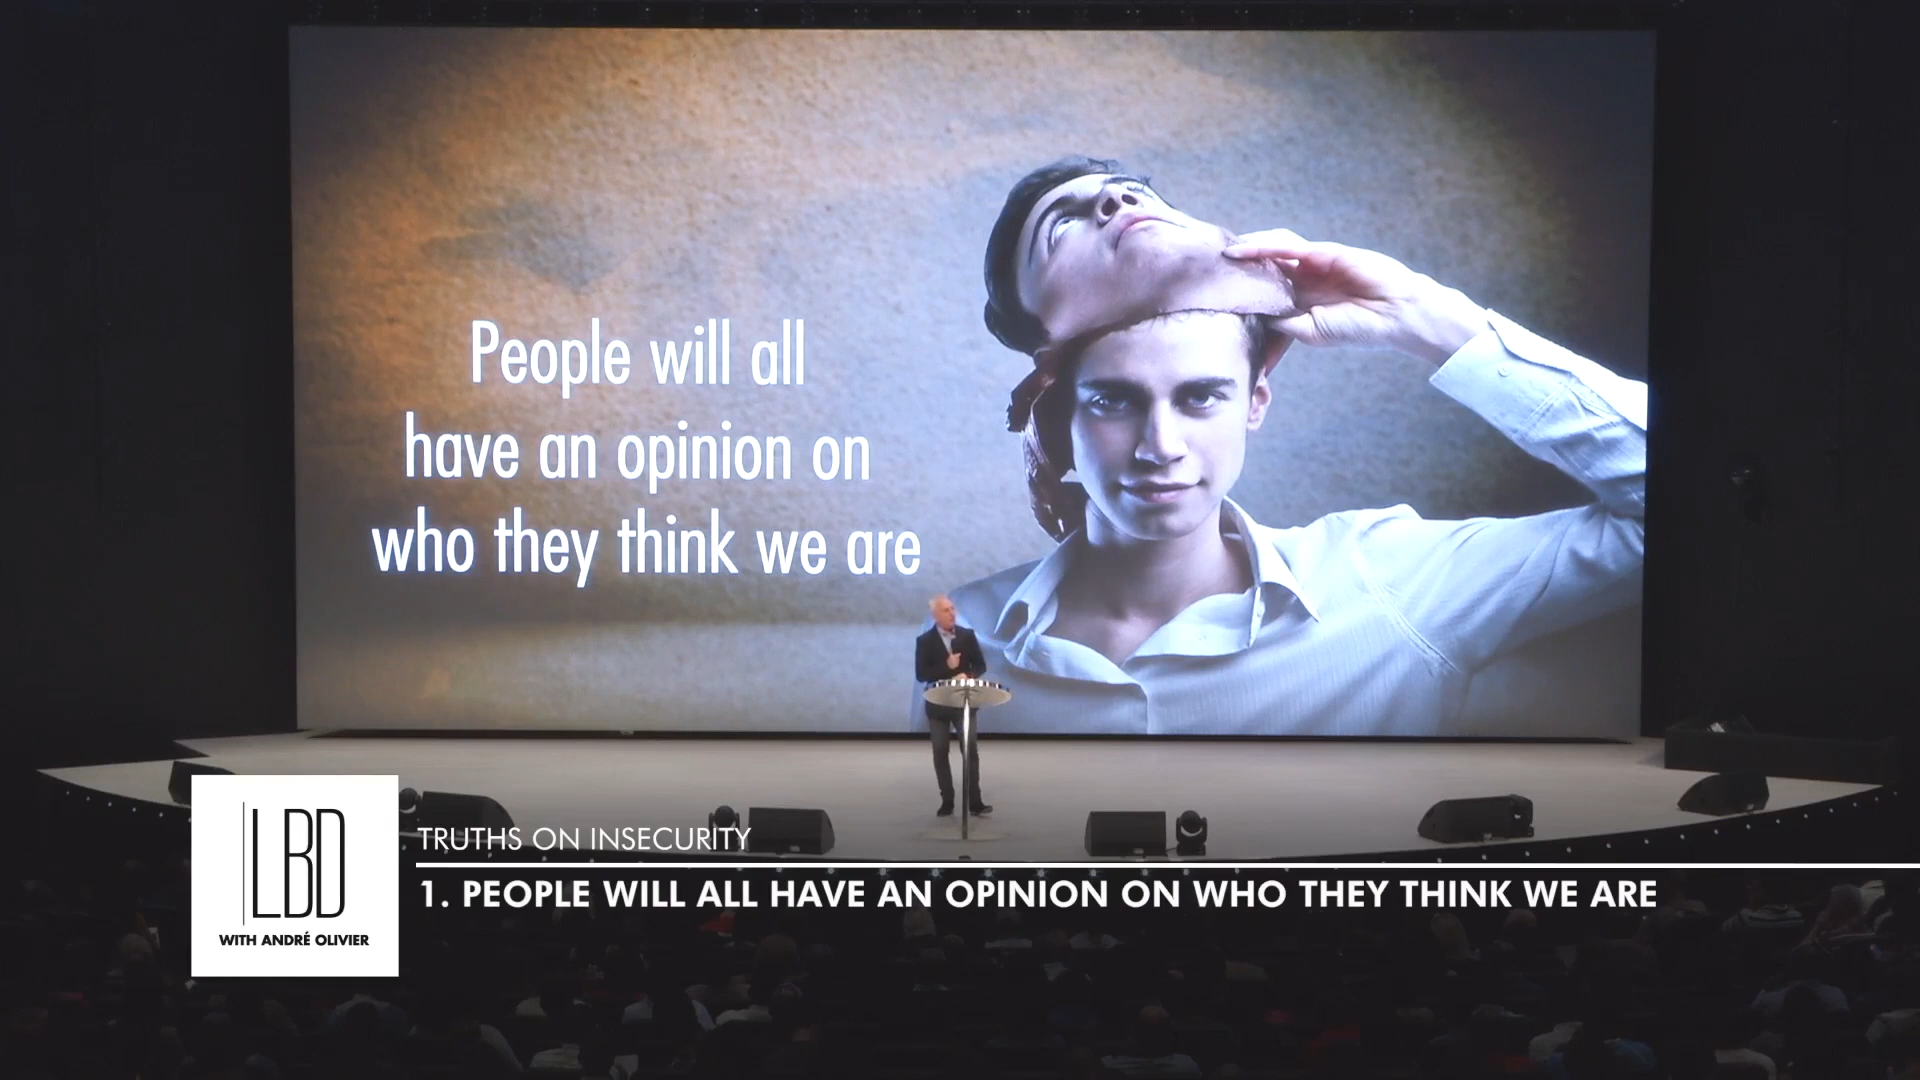 People will all
have an opinion on
who they think we are
LBD
WITH ANDRÉ OLIVIER
TRUTHS ON INSECURITY
1. PEOPLE WILL ALL HAVE AN OPINION ON WHO THEY THINK WE ARE